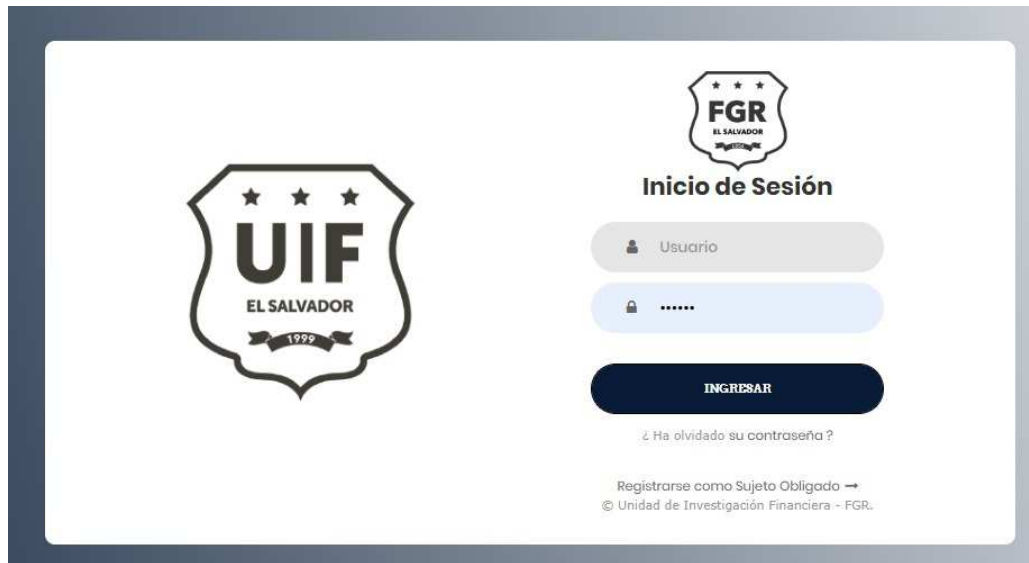 UIF
EL SALVADOR
1999
FGR
EL SALVADOR
Inicio de Sesión
Usuario
••••••
INGRESAR
¿ Ha olvidado su contraseña ?
Registrarse como Sujeto Obligado →
© Unidad de Investigación Financiera - FGR.